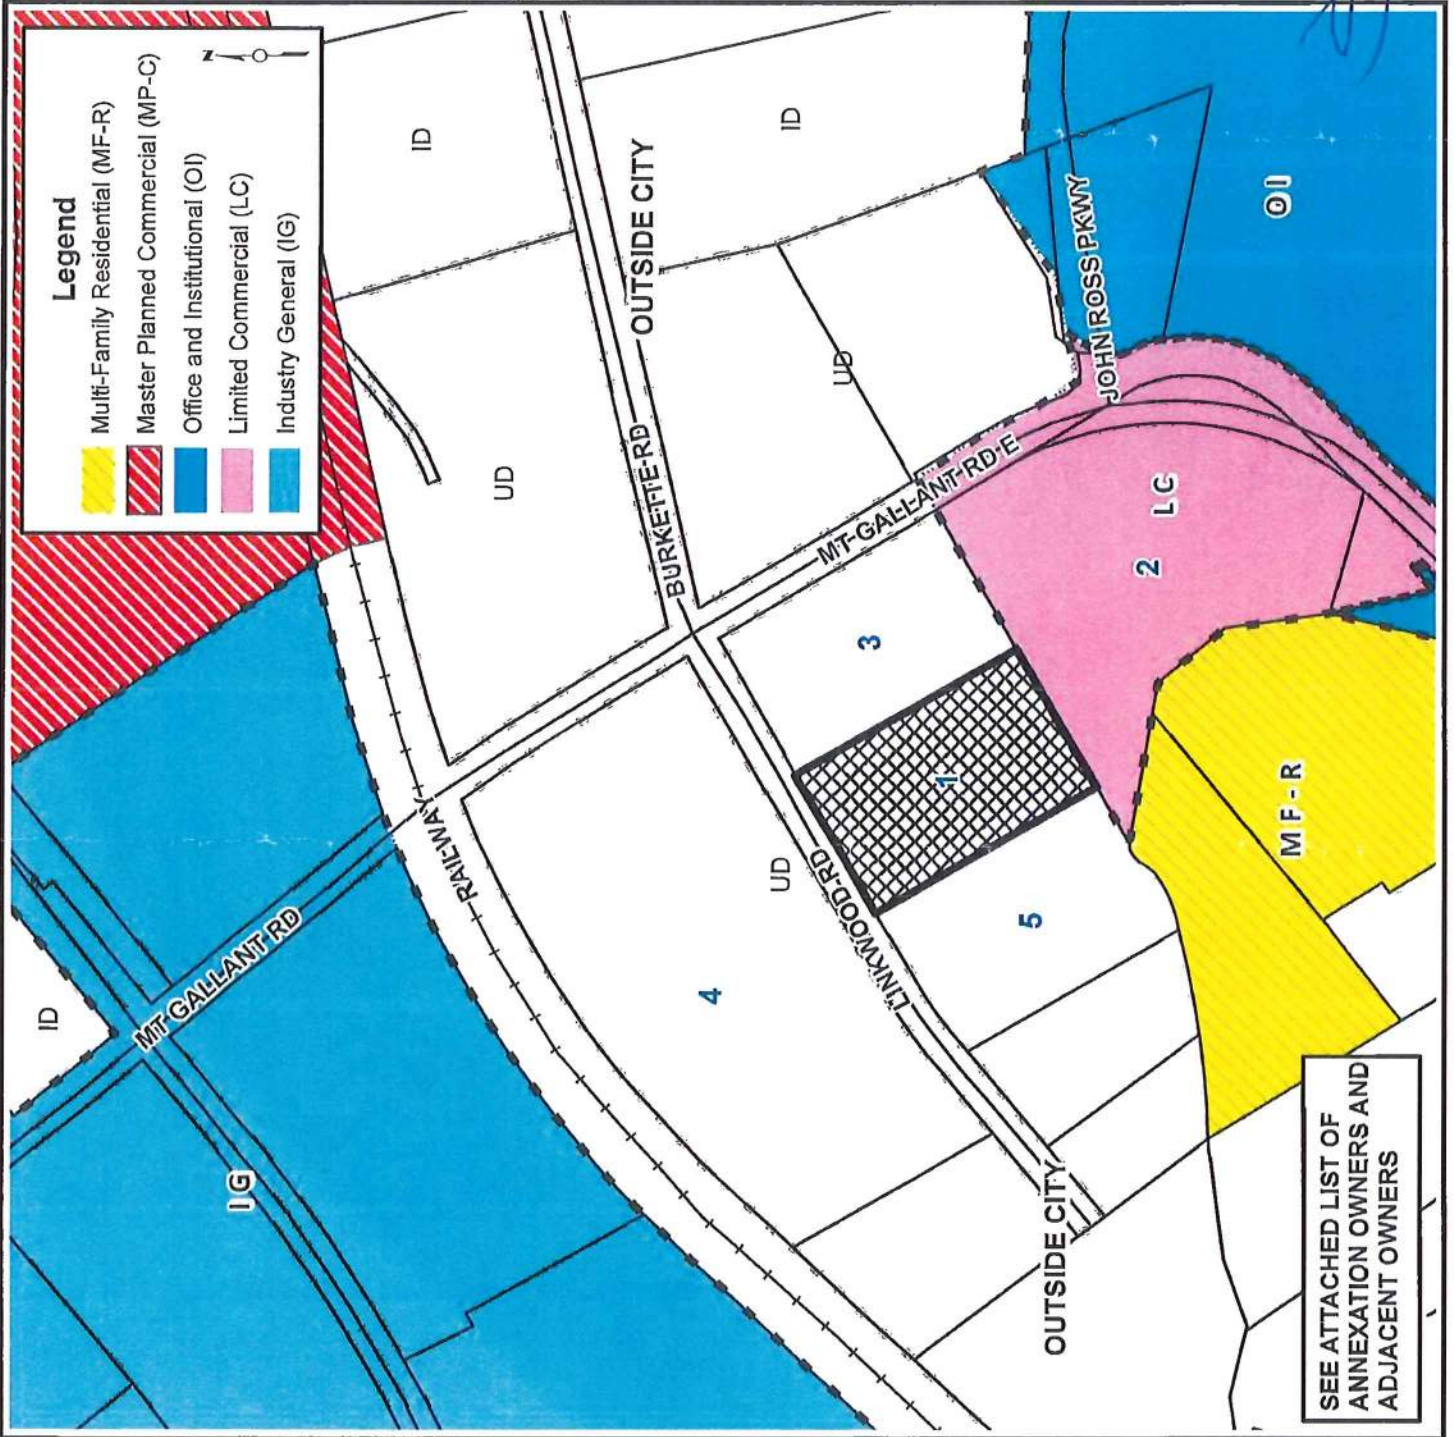 Legend
Multi-Family Residential (MF-R)
Master Planned Commercial (MP-C)
Office and Institutional (OI)
Limited Commercial (LC)
Industry General (IG)
N
ID
ID
ID
OUTSIDE CITY
BURKETTE RD
UD
UD
UD
JOHN ROSS PKWY
OI
MT GALLANT RD E
LC
2
3
1
5
4
MF-R
LINKWOOD RD
RAILWAY
MT GALLANT RD
IG
OUTSIDE CITY
SEE ATTACHED LIST OF
ANNEXATION OWNERS AND
ADJACENT OWNERS